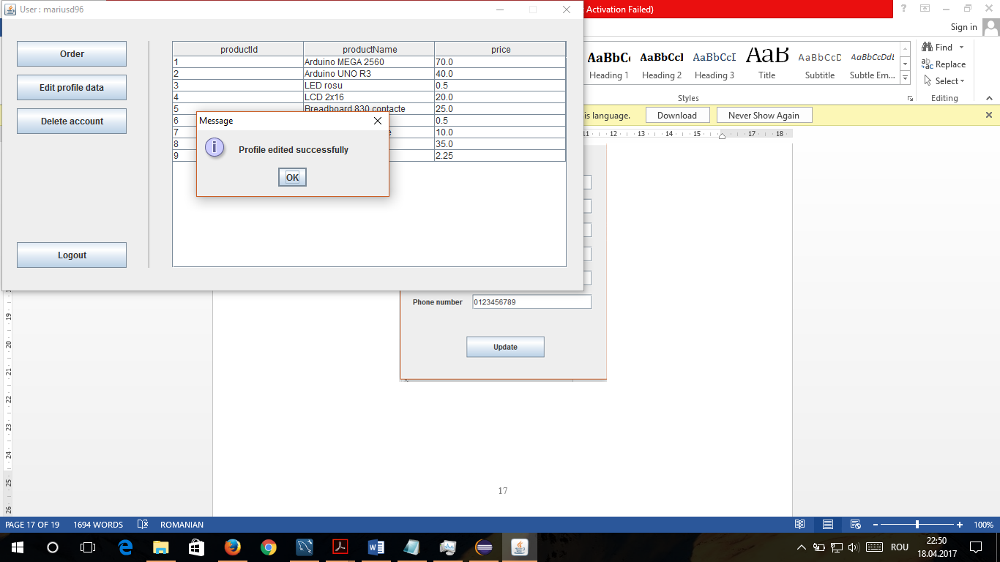 User : mariusd96
Activation Failed)
Sign in
Order
Edit profile data
Delete account
Logout
productId productName price
1 Arduino MEGA 2560 70.0
2 Arduino UNO R3 40.0
3 LED rosu 0.5
4 LCD 2x16 20.0
5 Breadboard 830 contacte 25.0
6 0.5
7 10.0
8 35.0
9 2.25
Message
Profile edited successfully
OK
AaBbCc AaBbCcI AaBbCcI AaB AaBbCcD AaBbCcDdE
Heading 1 Heading 2 Heading 3 Title Subtitle Subtle Em...
Styles
Find
Replace
Select
Editing
is language. Download Never Show Again
11 12 13 14 15 17 18
Phone number 0123456789
Update
19
20
21
22
23
24
25
26
17
PAGE 17 OF 19 1694 WORDS ROMANIAN 100%
ROU 22:50
18.04.2017